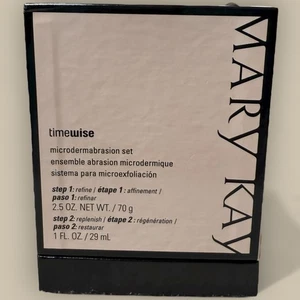 MARY KAY
timewise
microdermabrasion set
ensemble abrasion microdermique
sistema para microexfoliación
step 1: refine / étape 1 : affinement /
paso 1: refinar
2.5 OZ. NET WT. / 70 g
step 2: replenish / étape 2 : régénération /
paso 2: restaurar
1 FL. OZ. / 29 mL